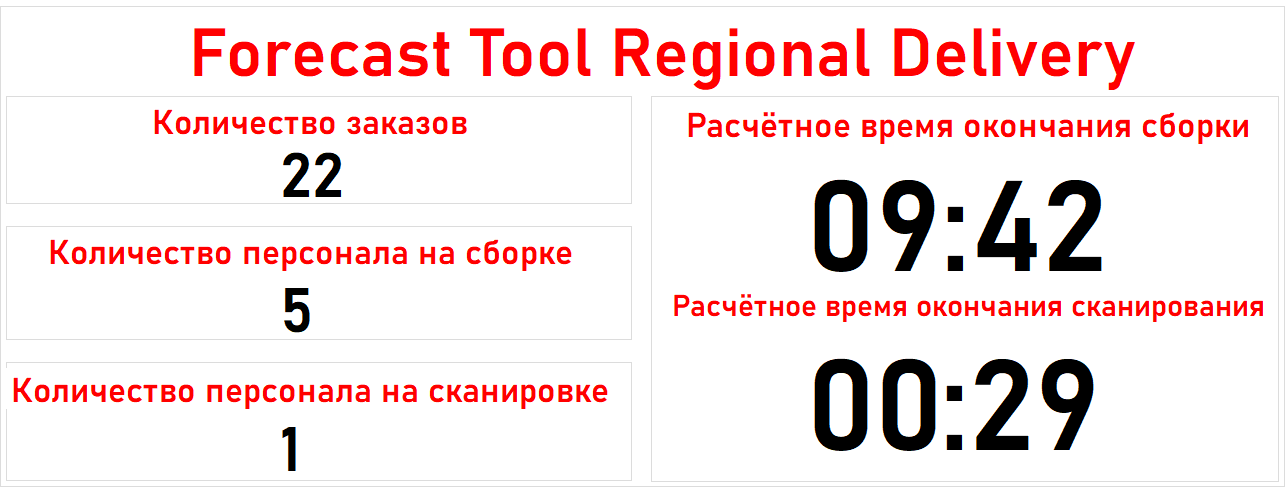 Forecast Tool Regional Delivery
Количество заказов
22
Количество персонала на сборке
5
Количество персонала на сканировке
1
Расчётное время окончания сборки
09:42
Расчётное время окончания сканирования
00:29